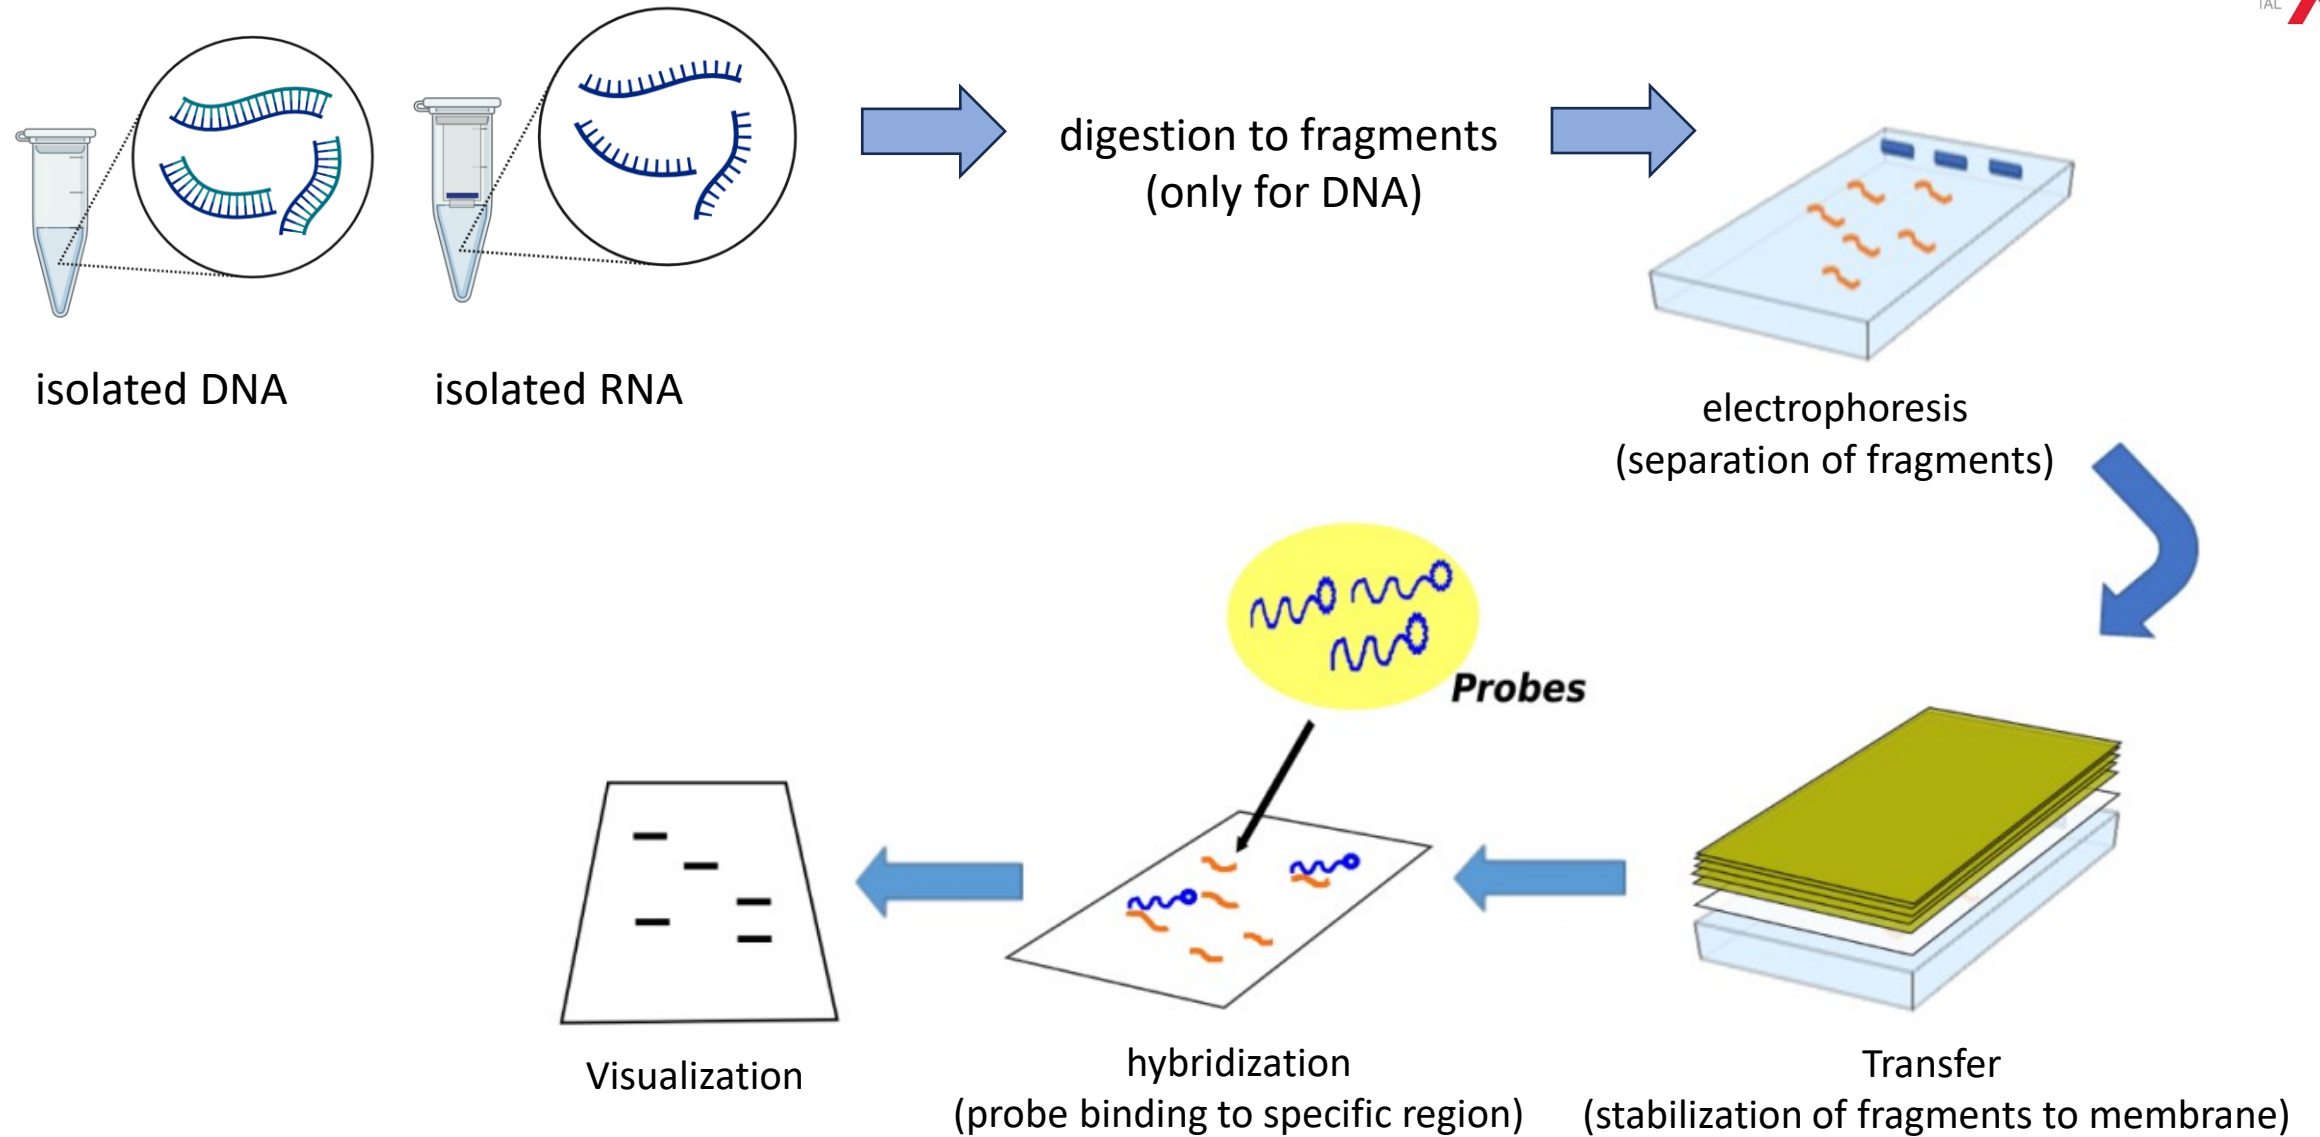 IAL
isolated DNA
isolated RNA
digestion to fragments
(only for DNA)
electrophoresis
(separation of fragments)
Probes
Transfer
(stabilization of fragments to membrane)
hybridization
(probe binding to specific region)
Visualization